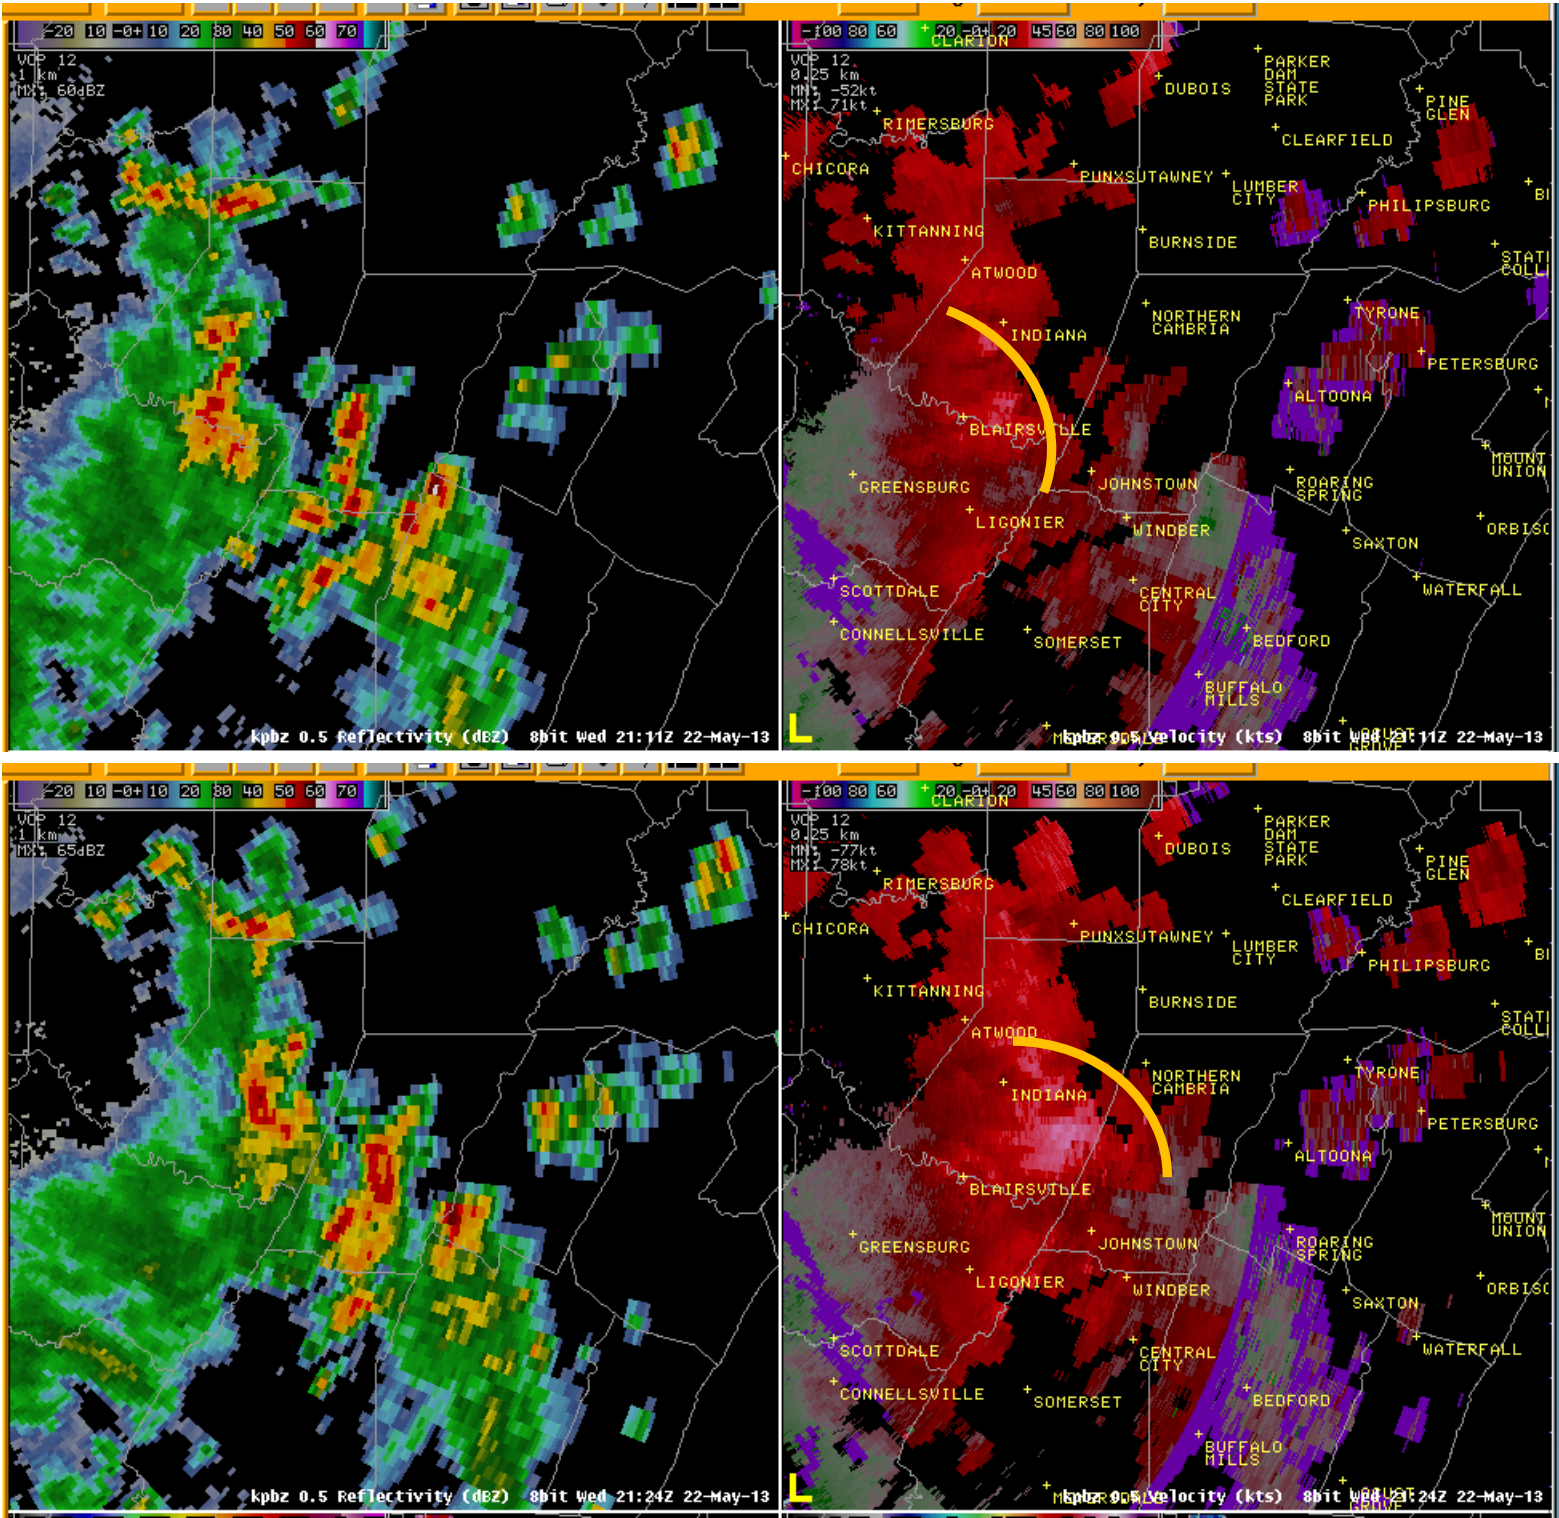 -20 10 -0+ 10 20 30 40 50 60 70
VCP 12
1 km
MX: 60dBZ
kpbz 0.5 Reflectivity (dBZ) 8bit Wed 21:11Z 22-May-13
-100 80 60 20 -0+ 20 45 60 80 100
CLARION
VCP 12
0.25 km
MN: -52kt
MX: 71kt
DUBOIS
PARKER
DAM
STATE
PARK
PINE
GLEN
RIMERSBURG
CLEARFIELD
CHICORA
PUNXSUTAWNEY
LUMBER
CITY
PHILIPSBURG
BI
KITTANNING
BURNSIDE
STATI
COLL
ATWOOD
NORTHERN
CAMBRIA
TYRONE
INDIANA
PETERSBURG
ALTOONA
BLAIRSVILLE
MOUNT
UNION
GREENSBURG
JOHNSTOWN
ROARING
SPRING
LIGONIER
WINDBER
ORBISO
SAXTON
SCOTTDALE
CENTRAL
CITY
WATERFALL
CONNELLSVILLE
SOMERSET
BEDFORD
BUFFALO
MILLS
L
kpbz 0.5 Velocity (kts) 8bit Wed 21:11Z 22-May-13
-20 10 -0+ 10 20 30 40 50 60 70
VCP 12
1 km
MX: 65dBZ
kpbz 0.5 Reflectivity (dBZ) 8bit Wed 21:24Z 22-May-13
-100 80 60 20 -0+ 20 45 60 80 100
CLARION
VCP 12
0.25 km
MN: -77kt
MX: 78kt
DUBOIS
PARKER
DAM
STATE
PARK
PINE
GLEN
RIMERSBURG
CLEARFIELD
CHICORA
PUNXSUTAWNEY
LUMBER
CITY
PHILIPSBURG
BI
KITTANNING
BURNSIDE
STATI
COLL
ATWOOD
NORTHERN
CAMBRIA
TYRONE
INDIANA
PETERSBURG
ALTOONA
BLAIRSVILLE
MOUNT
UNION
GREENSBURG
JOHNSTOWN
ROARING
SPRING
LIGONIER
WINDBER
ORBISO
SAXTON
SCOTTDALE
CENTRAL
CITY
WATERFALL
CONNELLSVILLE
SOMERSET
BEDFORD
BUFFALO
MILLS
L
kpbz 0.5 Velocity (kts) 8bit Wed 21:24Z 22-May-13